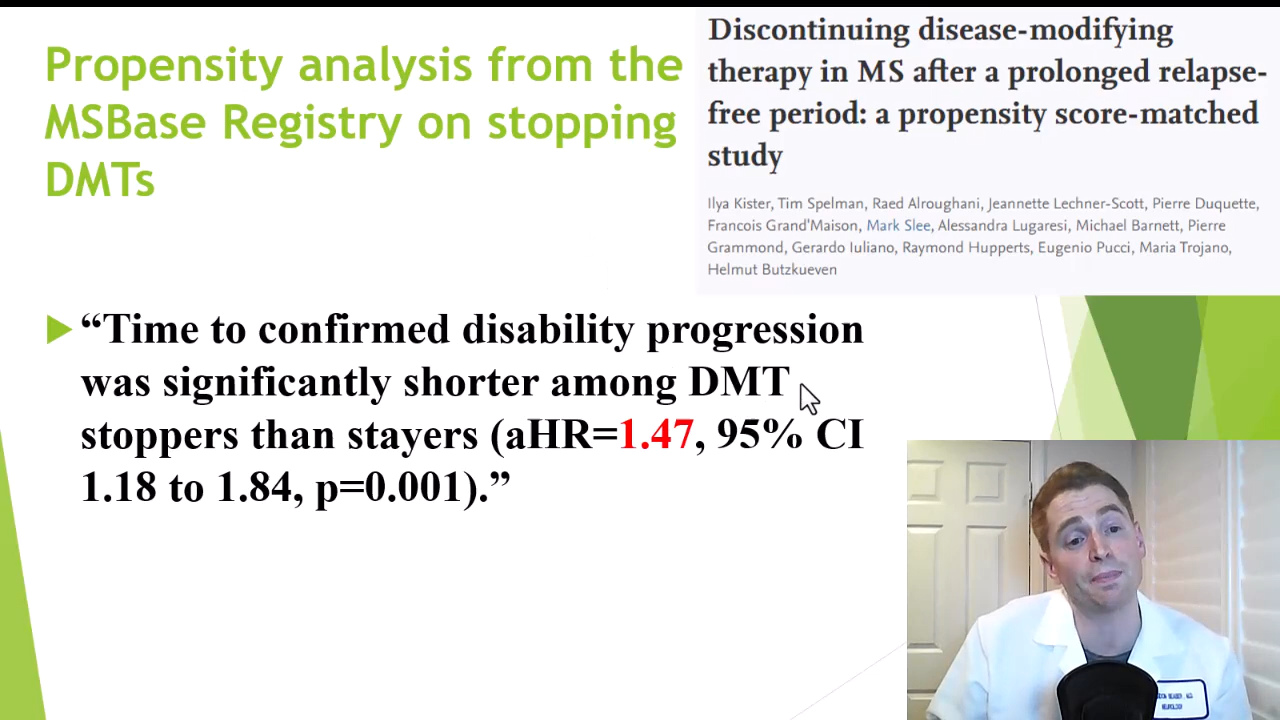 Propensity analysis from the
MSBase Registry on stopping
DMTs
Discontinuing disease-modifying
therapy in MS after a prolonged relapse-
free period: a propensity score-matched
study
Ilya Kister, Tim Spelman, Raed Alroughani, Jeannette Lechner-Scott, Pierre Duquette,
Francois Grand'Maison, Mark Slee, Alessandra Lugaresi, Michael Barnett, Pierre
Grammond, Gerardo Iuliano, Raymond Hupperts, Eugenio Pucci, Maria Trojano,
Helmut Butzkueven
“Time to confirmed disability progression
was significantly shorter among DMT
stoppers than stayers (aHR=1.47, 95% CI
1.18 to 1.84, p=0.001).”
NEUROLOGY